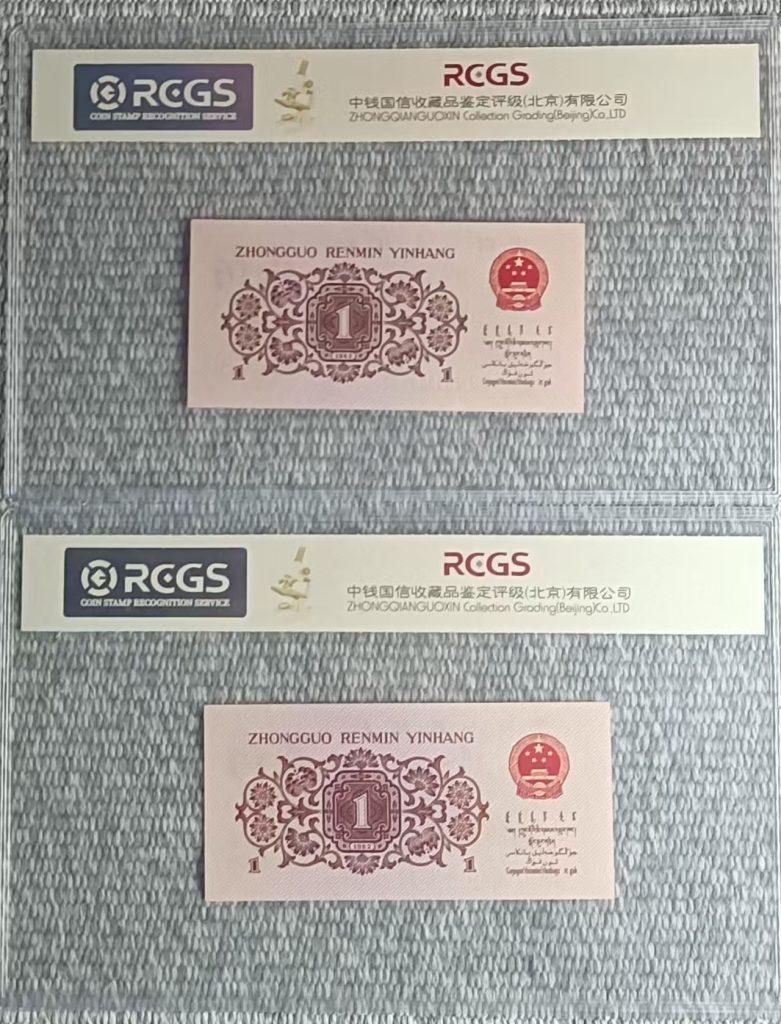 RCGS
COIN STAMP RECOGNITION SERVICE
RCGS
中钱国信收藏品鉴定评级(北京)有限公司
ZHONGQIANGUOXIN Collection Grading(Beijing)Co.,LTD
ZHONGGUO RENMIN YINHANG
1
1962
1 1
RCGS
COIN STAMP RECOGNITION SERVICE
RCGS
中钱国信收藏品鉴定评级(北京)有限公司
ZHONGQIANGUOXIN Collection Grading(Beijing)Co.,LTD
ZHONGGUO RENMIN YINHANG
1
1962
1 1